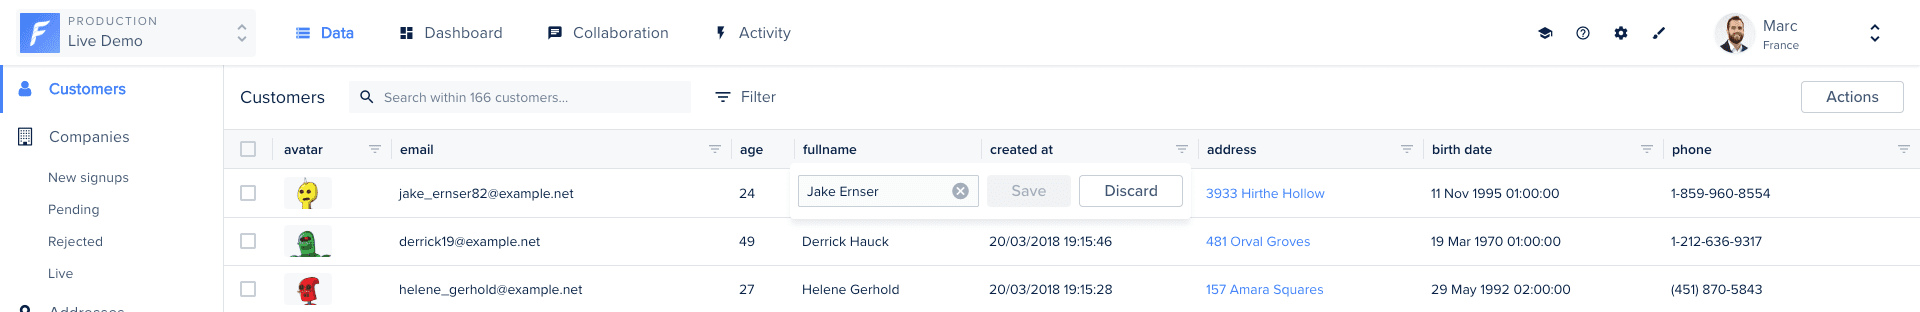 PRODUCTION
Live Demo
Data
Dashboard
Collaboration
Activity
Marc
France
Customers
Companies
New signups
Pending
Rejected
Live
Addresses
Customers
Search within 166 customers...
Filter
Actions
avatar email age fullname created at address birth date phone
jake_ernser82@example.net 24 Jake Ernser Save Discard 3933 Hirthe Hollow 11 Nov 1995 01:00:00 1-859-960-8554
derrick19@example.net 49 Derrick Hauck 20/03/2018 19:15:46 481 Orval Groves 19 Mar 1970 01:00:00 1-212-636-9317
helene_gerhold@example.net 27 Helene Gerhold 20/03/2018 19:15:28 157 Amara Squares 29 May 1992 02:00:00 (451) 870-5843